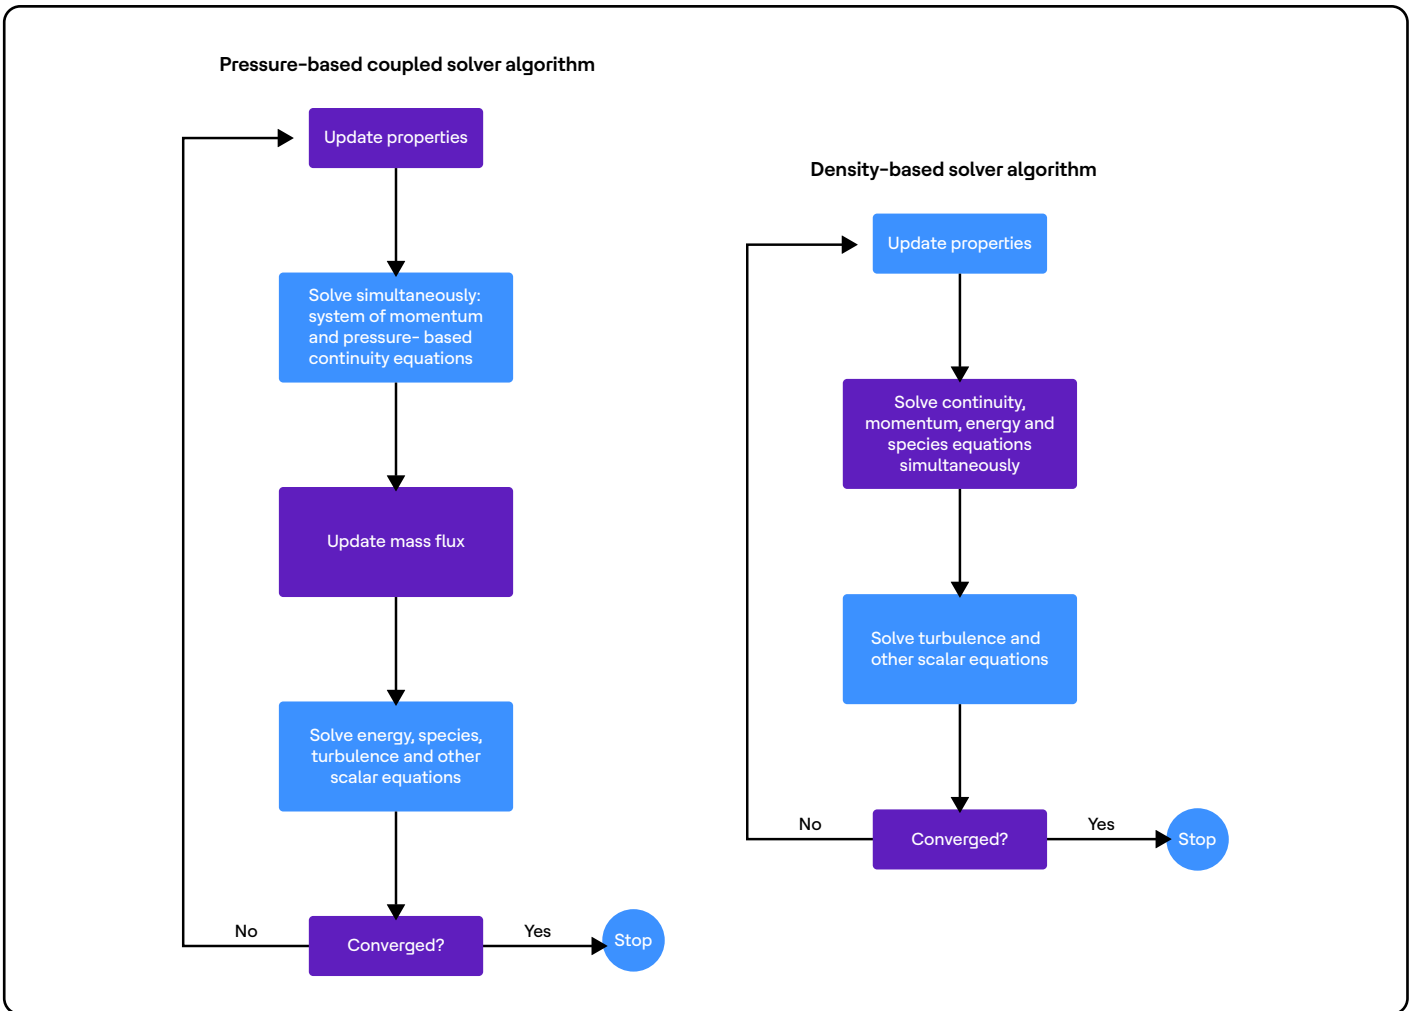 Pressure-based coupled solver algorithm
Update properties
Solve simultaneously:
system of momentum
and pressure- based
continuity equations
Update mass flux
Solve energy, species,
turbulence and other
scalar equations
No
Converged?
Yes
Stop
Density-based solver algorithm
Update properties
Solve continuity,
momentum, energy and
species equations
simultaneously
Solve turbulence and
other scalar equations
No
Converged?
Yes
Stop